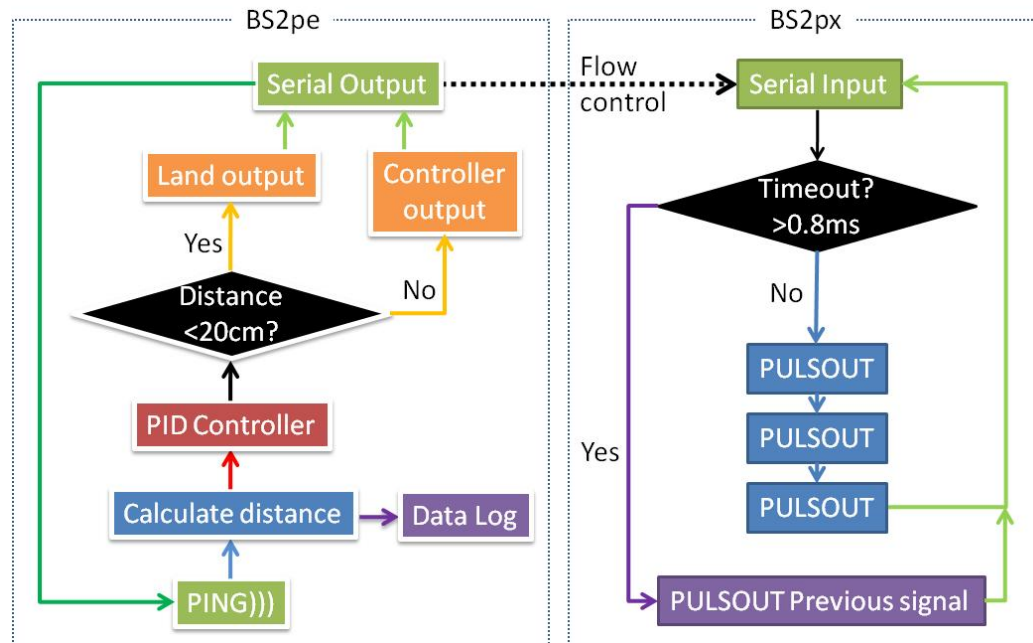 BS2pe
Serial Output
Land output
Controller
output
Yes
No
Distance
<20cm?
PID Controller
Calculate distance
Data Log
PING)))
Flow
control
BS2px
Serial Input
Timeout?
>0.8ms
No
PULSOUT
PULSOUT
Yes
PULSOUT
PULSOUT Previous signal